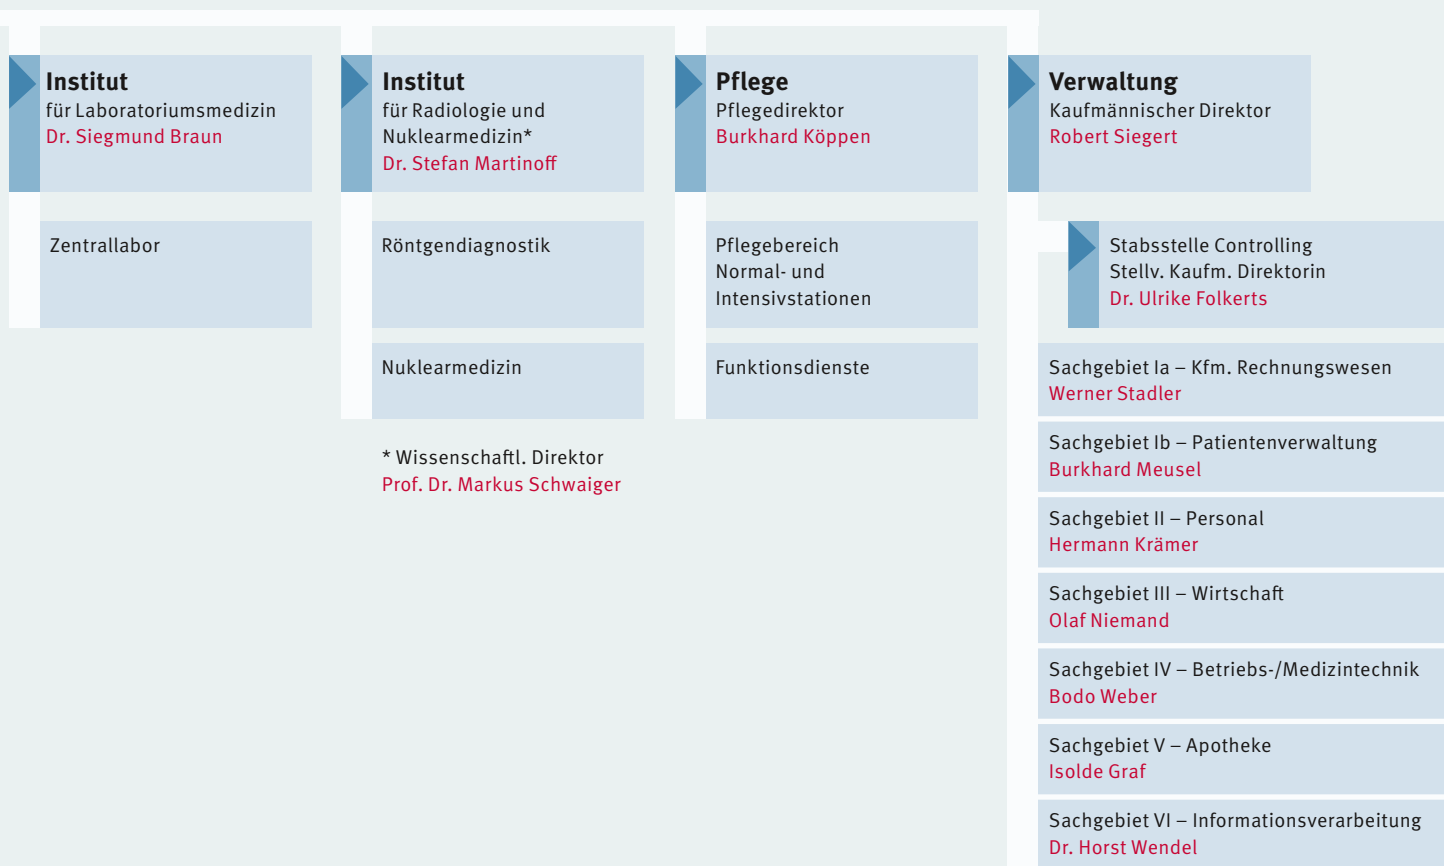 Institut
für Laboratoriumsmedizin
Dr. Siegmund Braun
Zentrallabor
Institut
für Radiologie und
Nuklearmedizin*
Dr. Stefan Martinoff
Röntgendiagnostik
Nuklearmedizin
* Wissenschaftl. Direktor
Prof. Dr. Markus Schwaiger
Pflege
Pflegedirektor
Burkhard Köppen
Pflegebereich
Normal- und
Intensivstationen
Funktionsdienste
Verwaltung
Kaufmännischer Direktor
Robert Siegert
Stabsstelle Controlling
Stellv. Kaufm. Direktorin
Dr. Ulrike Folkerts
Sachgebiet Ia – Kfm. Rechnungswesen
Werner Stadler
Sachgebiet Ib – Patientenverwaltung
Burkhard Meusel
Sachgebiet II – Personal
Hermann Krämer
Sachgebiet III – Wirtschaft
Olaf Niemand
Sachgebiet IV – Betriebs-/Medizintechnik
Bodo Weber
Sachgebiet V – Apotheke
Isolde Graf
Sachgebiet VI – Informationsverarbeitung
Dr. Horst Wendel